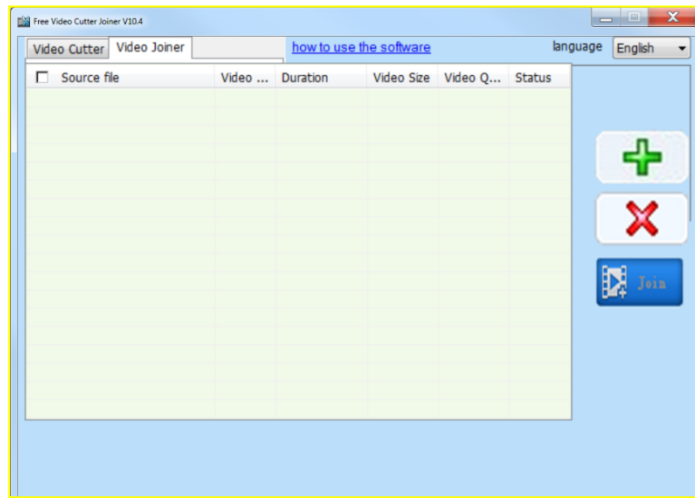 Free Video Cutter Joiner V10.4
Video Cutter Video Joiner how to use the software language English
Source file Video ... Duration Video Size Video Q... Status
Join